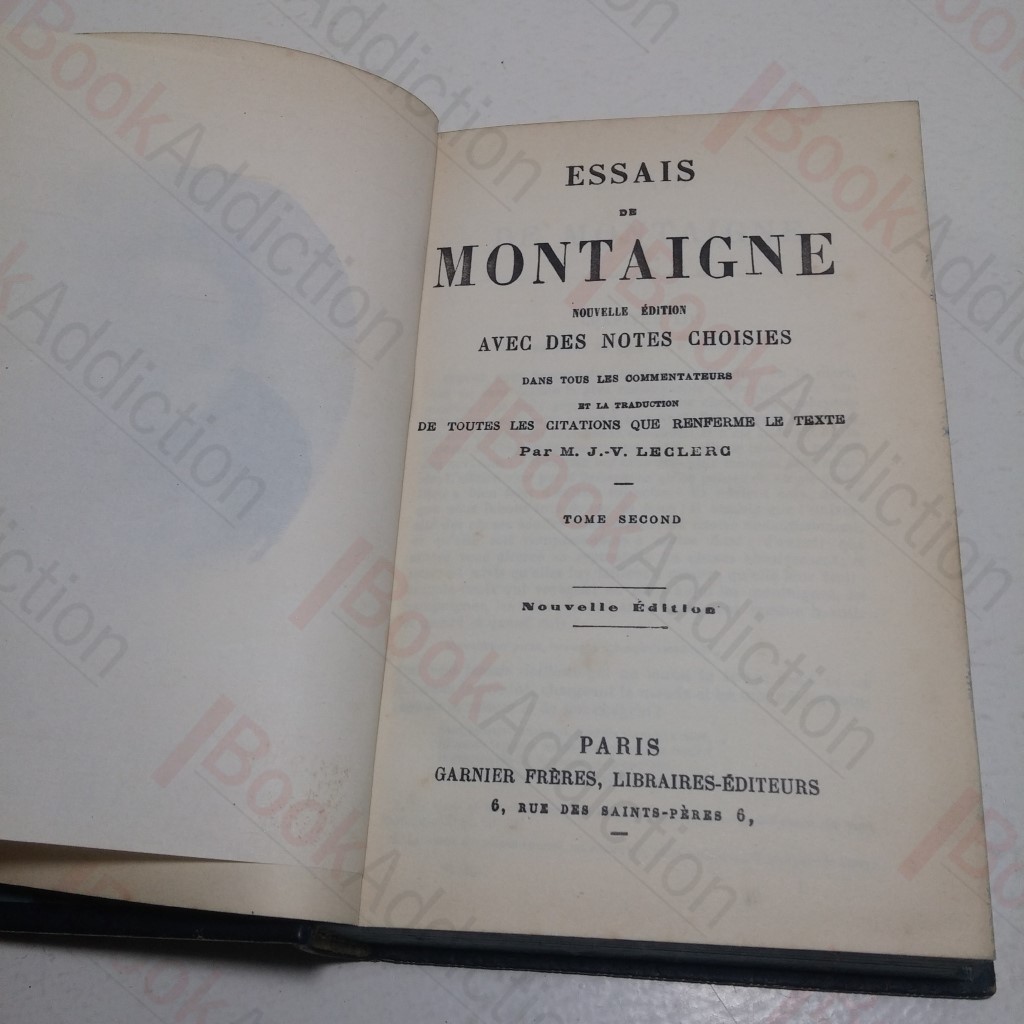 ESSAIS
DE
MONTAIGNE
NOUVELLE ÉDITION
AVEC DES NOTES CHOISIES
DANS TOUS LES COMMENTATEURS
ET LA TRADUCTION
DE TOUTES LES CITATIONS QUE RENFERME LE TEXTE
Par M. J.-V. LECLERC
TOME SECOND
Nouvelle Édition
PARIS
GARNIER FRÈRES, LIBRAIRES-ÉDITEURS
6, RUE DES SAINTS-PÈRES 6,
BookAddiction